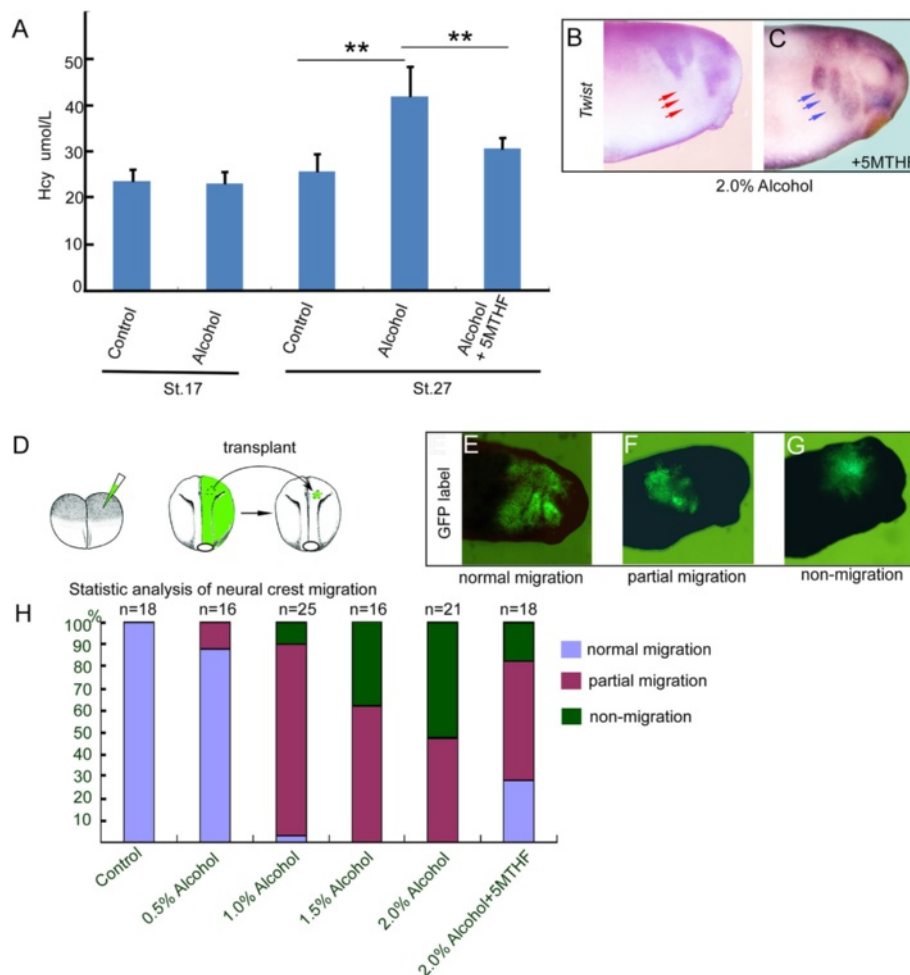 A
Hcy umol/L
50
40
30
20
10
0
**
**
Control
Alcohol
Control
Alcohol
Alcohol
+ 5MTHF
St.17
St.27
B
C
Twist
+5MTHF
2.0% Alcohol
D
transplant
E
F
G
GFP label
normal migration
partial migration
non-migration
Statistic analysis of neural crest migration
H
%
n=18
n=16
n=25
n=16
n=21
n=18
100
90
80
70
60
50
40
30
20
10
normal migration
partial migration
non-migration
Control
0.5% Alcohol
1.0% Alcohol
1.5% Alcohol
2.0% Alcohol
2.0% Alcohol+5MTHF